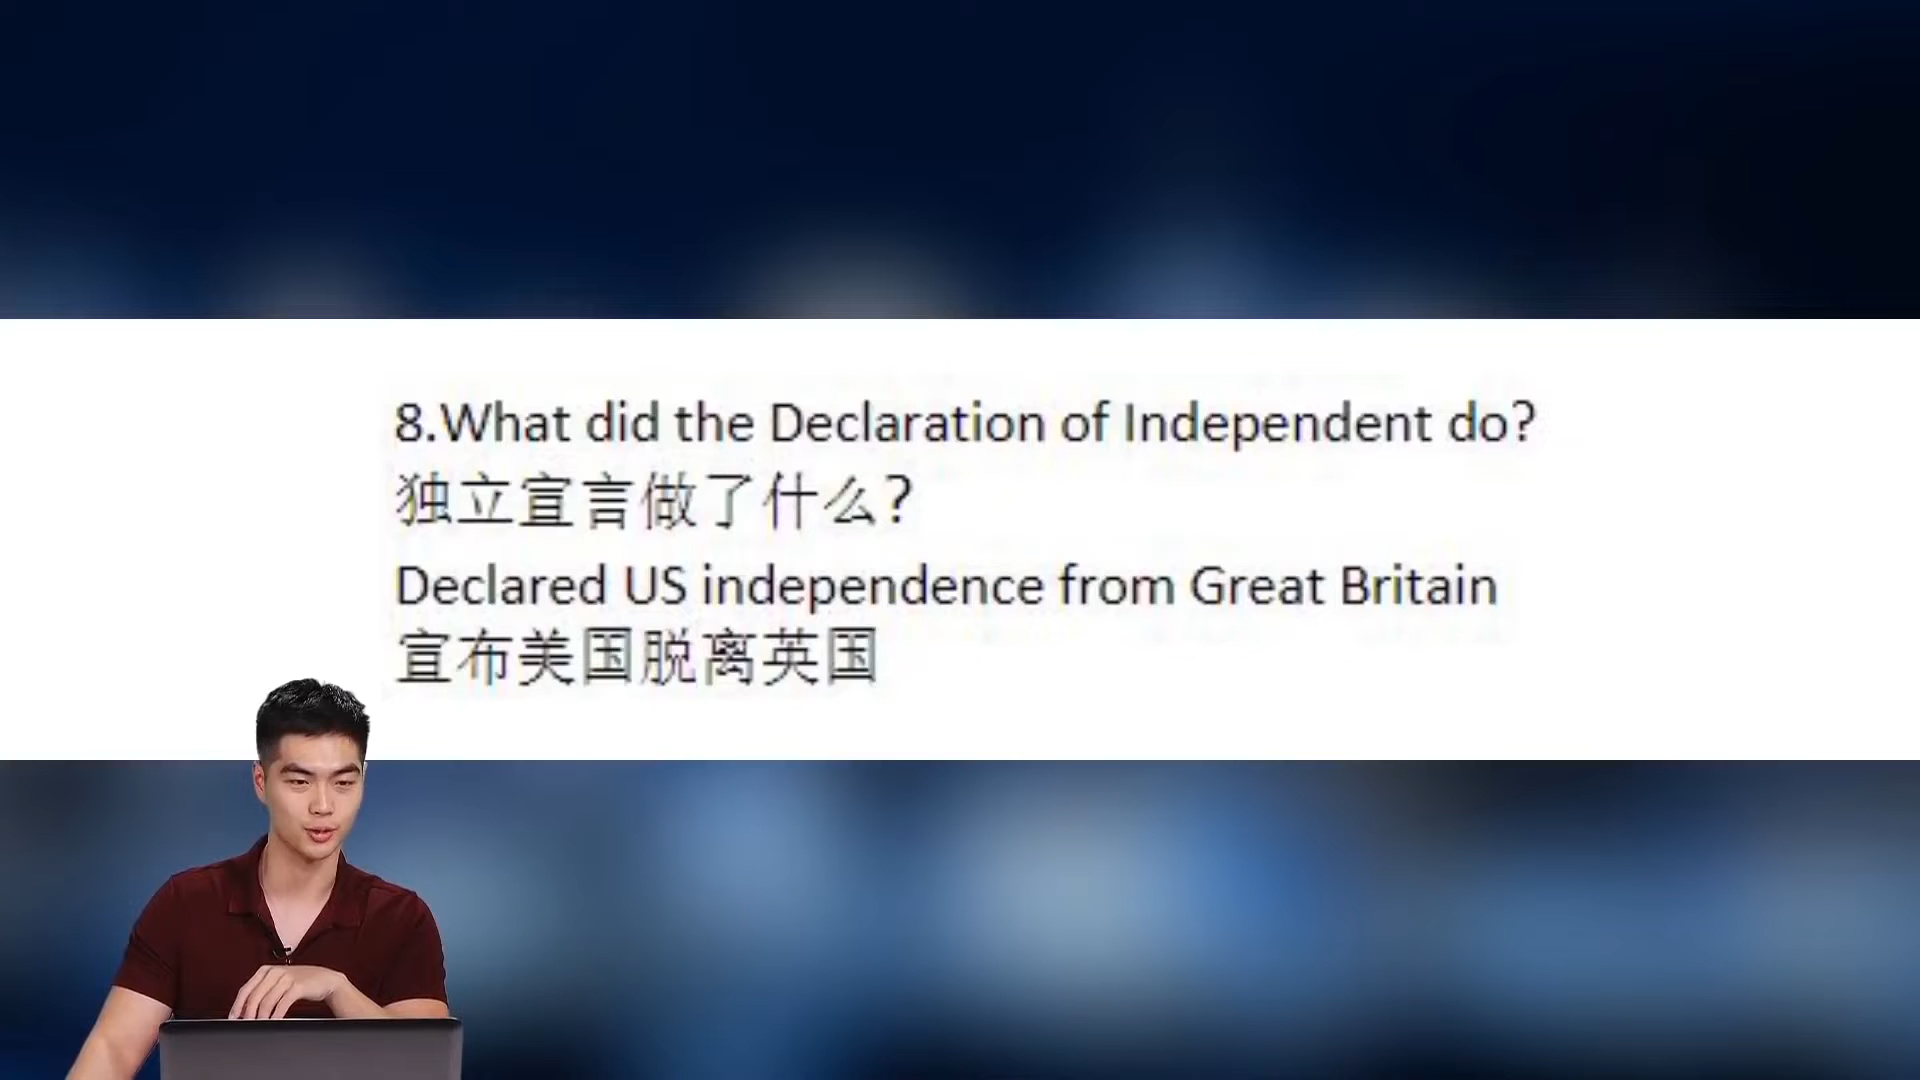 8.What did the Declaration of Independent do?
独立宣言做了什么?
Declared US independence from Great Britain
宣布美国脱离英国